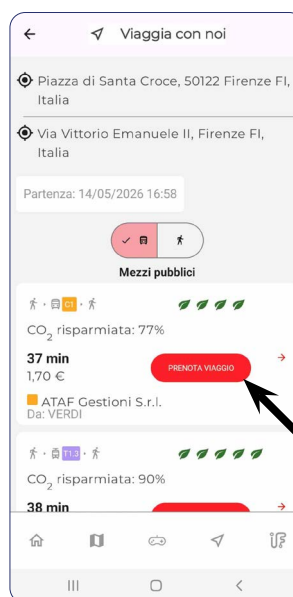 Viaggia con noi
Piazza di Santa Croce, 50122 Firenze FI,
Italia
Via Vittorio Emanuele II, Firenze FI,
Italia
Partenza: 14/05/2026 16:58
Mezzi pubblici
C1
CO2 risparmiata: 77%
37 min
1,70 €
PRENOTA VIAGGIO
ATAF Gestioni S.r.l.
Da: VERDI
T1.3
CO2 risparmiata: 90%
38 min
IF